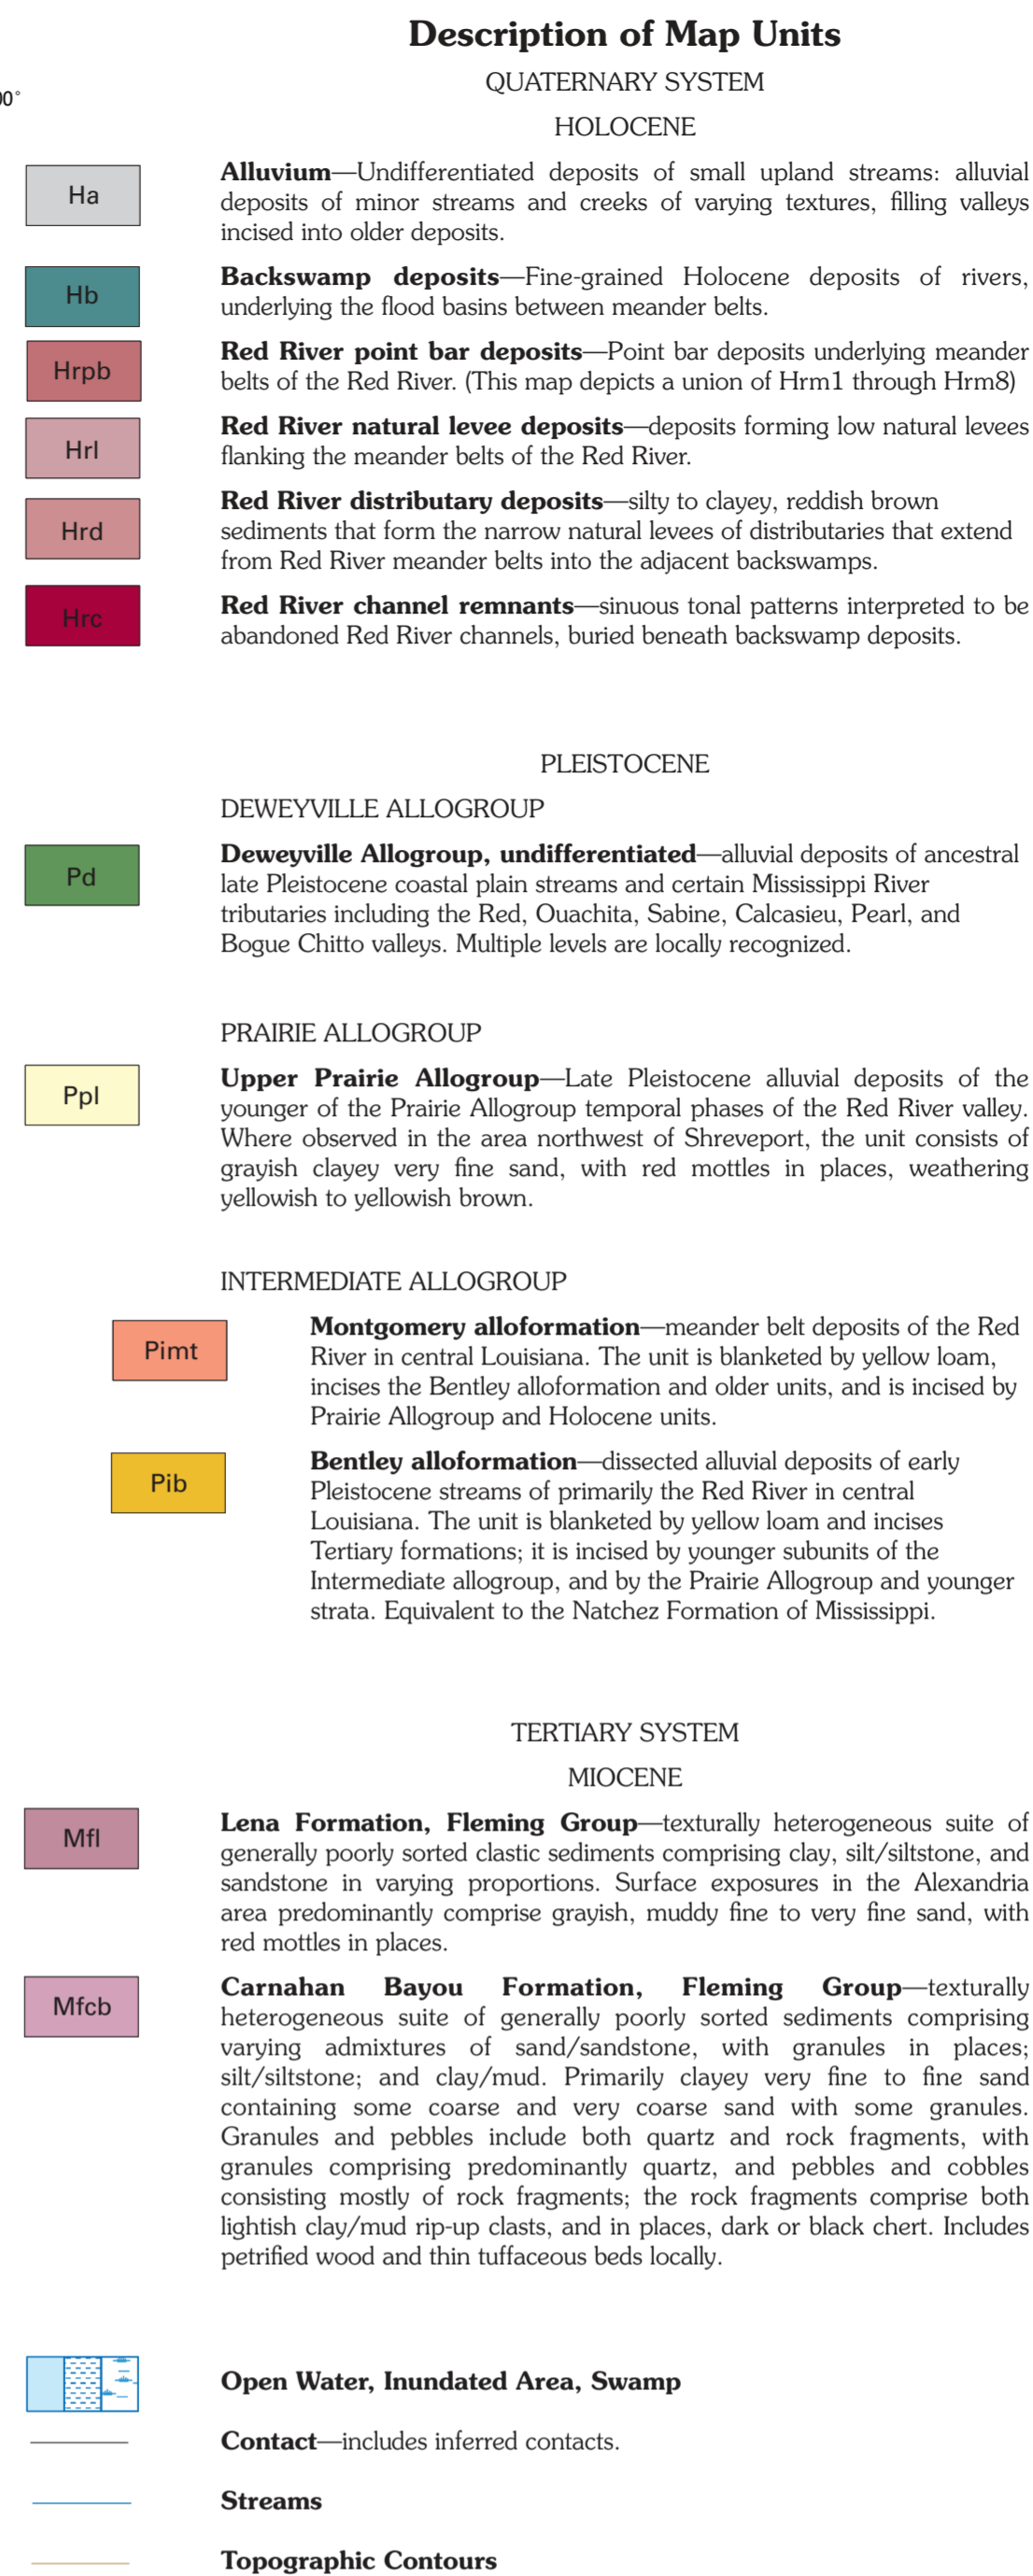 Description of Map Units
QUATERNARY SYSTEM
00°
HOLOCENE
Ha
Alluvium—Undifferentiated deposits of small upland streams: alluvial
deposits of minor streams and creeks of varying textures, filling valleys
incised into older deposits.
Hb
Backswamp deposits—Fine-grained Holocene deposits of rivers,
underlying the flood basins between meander belts.
Hrpb
Red River point bar deposits—Point bar deposits underlying meander
belts of the Red River. (This map depicts a union of Hrm1 through Hrm8)
Hrl
Red River natural levee deposits—deposits forming low natural levees
flanking the meander belts of the Red River.
Hrd
Red River distributary deposits—silty to clayey, reddish brown
sediments that form the narrow natural levees of distributaries that extend
from Red River meander belts into the adjacent backswamps.
Hrc
Red River channel remnants—sinuous tonal patterns interpreted to be
abandoned Red River channels, buried beneath backswamp deposits.
PLEISTOCENE
DEWEYVILLE ALLOGROUP
Pd
Deweyville Allogroup, undifferentiated—alluvial deposits of ancestral
late Pleistocene coastal plain streams and certain Mississippi River
tributaries including the Red, Ouachita, Sabine, Calcasieu, Pearl, and
Bogue Chitto valleys. Multiple levels are locally recognized.
PRAIRIE ALLOGROUP
Ppl
Upper Prairie Allogroup—Late Pleistocene alluvial deposits of the
younger of the Prairie Allogroup temporal phases of the Red River valley.
Where observed in the area northwest of Shreveport, the unit consists of
grayish clayey very fine sand, with red mottles in places, weathering
yellowish to yellowish brown.
INTERMEDIATE ALLOGROUP
Pimt
Montgomery alloformation—meander belt deposits of the Red
River in central Louisiana. The unit is blanketed by yellow loam,
incises the Bentley alloformation and older units, and is incised by
Prairie Allogroup and Holocene units.
Pib
Bentley alloformation—dissected alluvial deposits of early
Pleistocene streams of primarily the Red River in central
Louisiana. The unit is blanketed by yellow loam and incises
Tertiary formations; it is incised by younger subunits of the
Intermediate allogroup, and by the Prairie Allogroup and younger
strata. Equivalent to the Natchez Formation of Mississippi.
TERTIARY SYSTEM
MIOCENE
Mfl
Lena Formation, Fleming Group—texturally heterogeneous suite of
generally poorly sorted clastic sediments comprising clay, silt/siltstone, and
sandstone in varying proportions. Surface exposures in the Alexandria
area predominantly comprise grayish, muddy fine to very fine sand, with
red mottles in places.
Mfcb
Carnahan Bayou Formation, Fleming Group—texturally
heterogeneous suite of generally poorly sorted sediments comprising
varying admixtures of sand/sandstone, with granules in places;
silt/siltstone; and clay/mud. Primarily clayey very fine to fine sand
containing some coarse and very coarse sand with some granules.
Granules and pebbles include both quartz and rock fragments, with
granules comprising predominantly quartz, and pebbles and cobbles
consisting mostly of rock fragments; the rock fragments comprise both
lightish clay/mud rip-up clasts, and in places, dark or black chert. Includes
petrified wood and thin tuffaceous beds locally.
Open Water, Inundated Area, Swamp
Contact—includes inferred contacts.
Streams
Topographic Contours